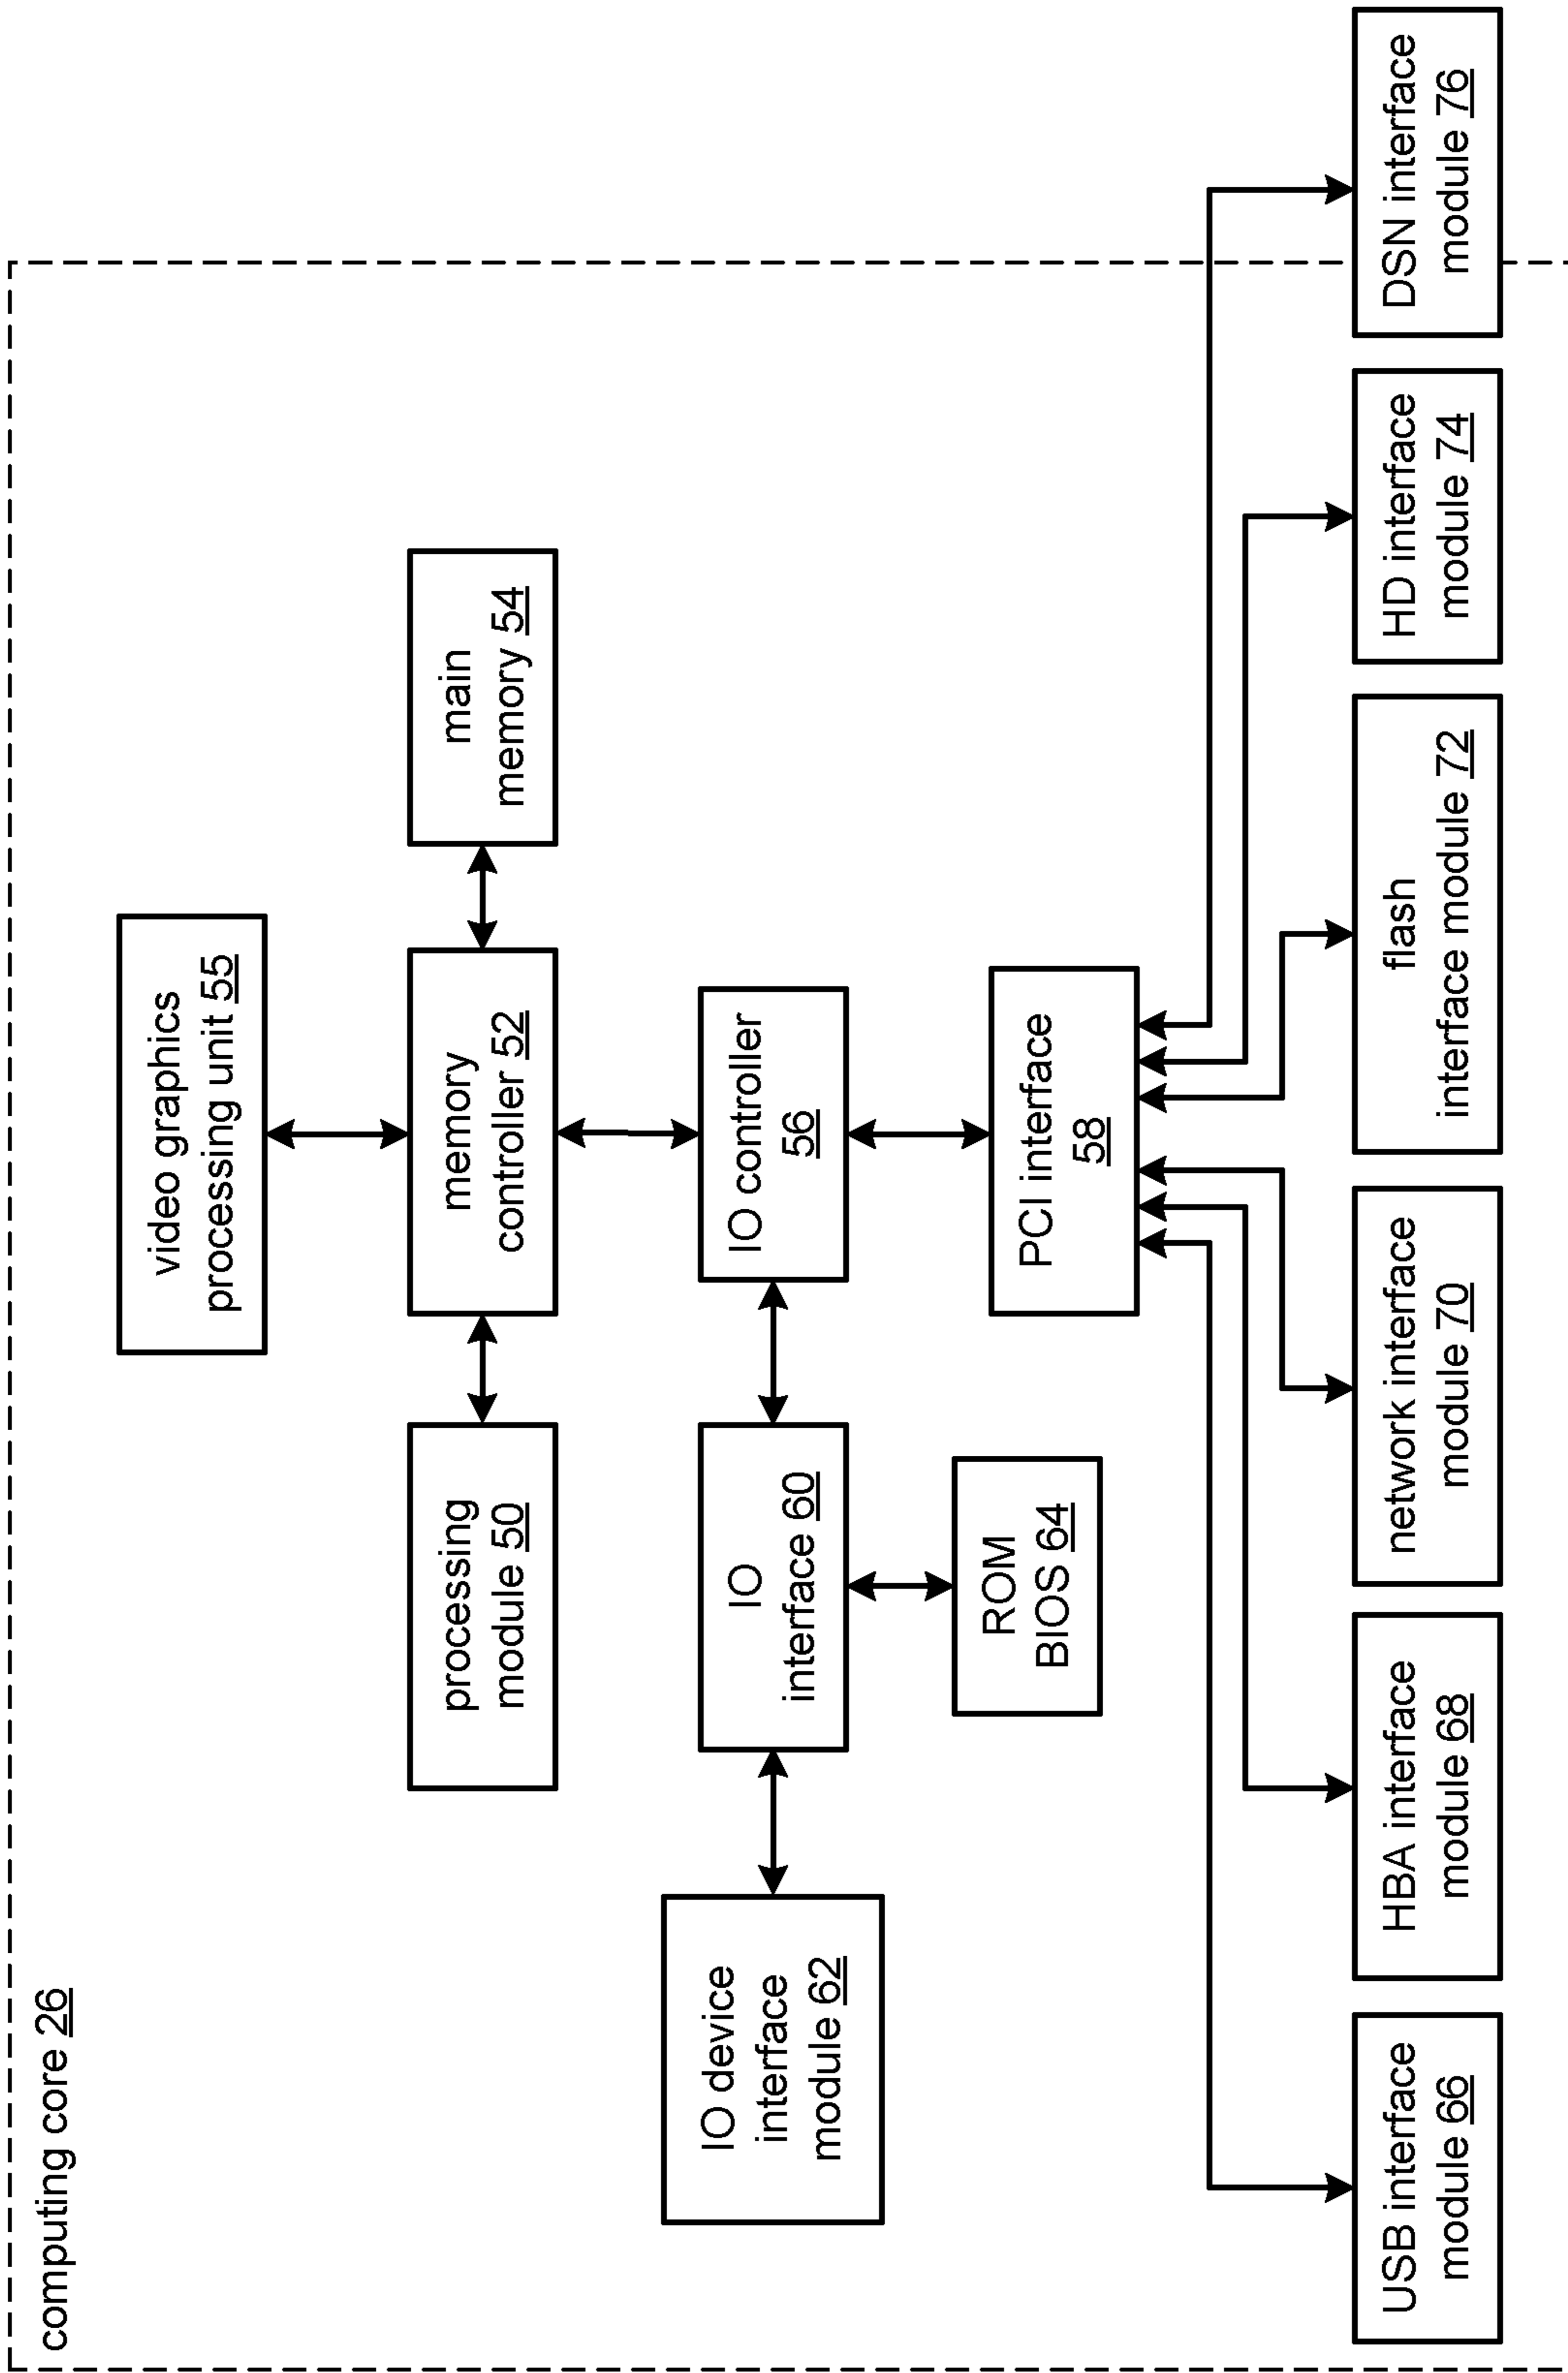 computing core 26
video graphics
processing unit 55
processing
module 50
memory
controller 52
main
memory 54
IO device
interface
module 62
IO
interface 60
IO controller
56
ROM
BIOS 64
PCI interface
58
USB interface
module 66
HBA interface
module 68
network interface
module 70
flash
interface module 72
HD interface
module 74
DSN interface
module 76